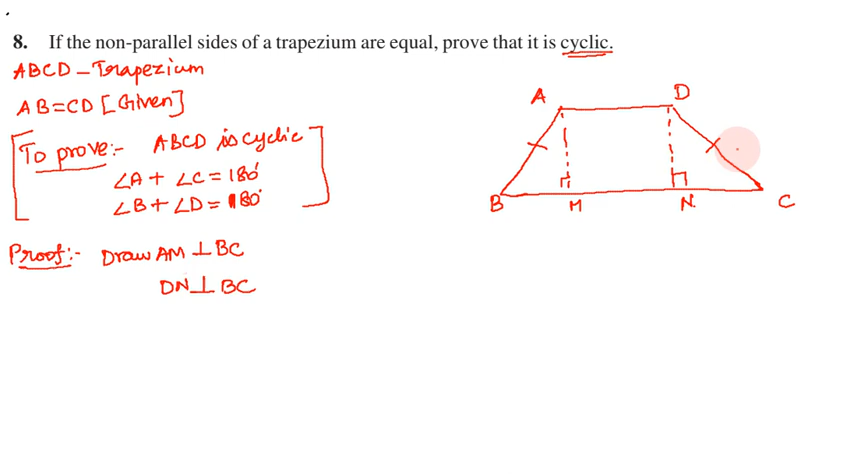 8. If the non-parallel sides of a trapezium are equal, prove that it is cyclic.
ABCD - Trapezium
AB = CD [Given]
To prove:- ABCD is cyclic
∠A + ∠C = 180°
∠B + ∠D = 180°
Proof:- Draw AM ⊥ BC
DN ⊥ BC
A D
B M N C